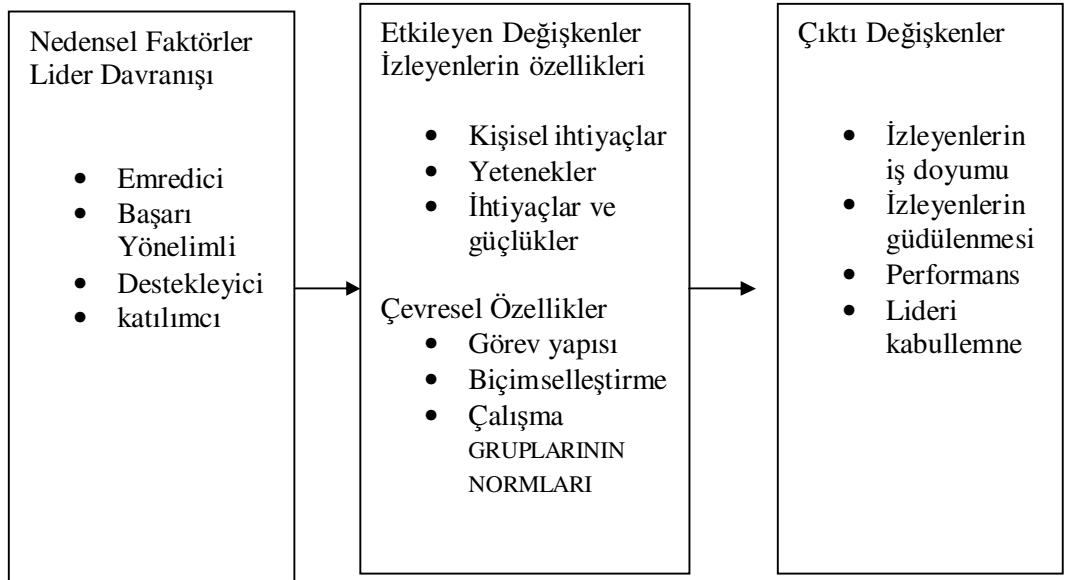 Nedensel Faktörler
Lider Davranışı
• Emredici
• Başarı
Yönelimli
• Destekleyici
• katılımcı
Etkileyen Değişkenler
İzleyenlerin özellikleri
• Kişisel ihtiyaçlar
• Yetenekler
• İhtiyaçlar ve
güçlükler
Çevresel Özellikler
• Görev yapısı
• Biçimselleştirme
• Çalışma
GRUPLARININ
NORMLARI
Çıktı Değişkenler
• İzleyenlerin
iş doyumu
• İzleyenlerin
güdülenmesi
• Performans
• Lideri
kabullemne